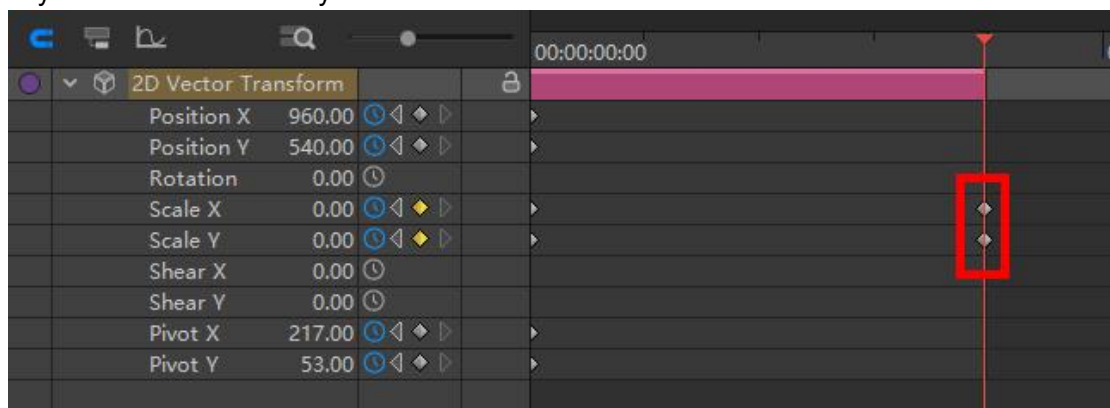 00:00:00:00
2D Vector Transform
Position X 960.00
Position Y 540.00
Rotation 0.00
Scale X 0.00
Scale Y 0.00
Shear X 0.00
Shear Y 0.00
Pivot X 217.00
Pivot Y 53.00